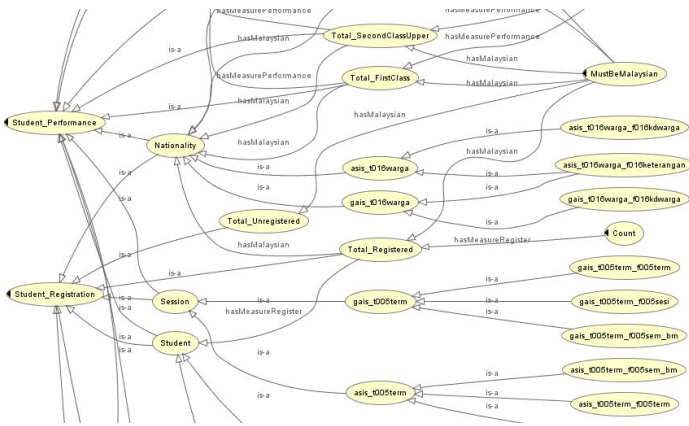 hasMeasurePerformance
hasMeasurePerformance
Total_SecondClassUpper
hasMalaysian
is-a
hasMalaysian
hasMeasurePerformance
Total_FirstClass
MustBeMalaysian
hasMalaysian
hasMalaysian
is-a
hasMalaysian
Student_Performance
is-a
Nationality
hasMalaysian
is-a
asis_t016warga_f016kdwarga
hasMalaysian
is-a
asis_t016warga
is-a
asis_t016warga_f016keterangan
is-a
is-a
gais_t016warga
is-a
is-a
gais_t016warga_f016kdwarga
Total_Unregistered
hasMalaysian
Count
is-a
Total_Registered
hasMeasureRegister
is-a
is-a
gais_t005term_f005term
Student_Registration
is-a
Session
is-a
gais_t005term
is-a
gais_t005term_f005sesi
hasMeasureRegister
is-a
is-a
Student
is-a
gais_t005term_f005sem_bm
is-a
asis_t005term_f005sem_bm
is-a
asis_t005term
is-a
asis_t005term_f005term